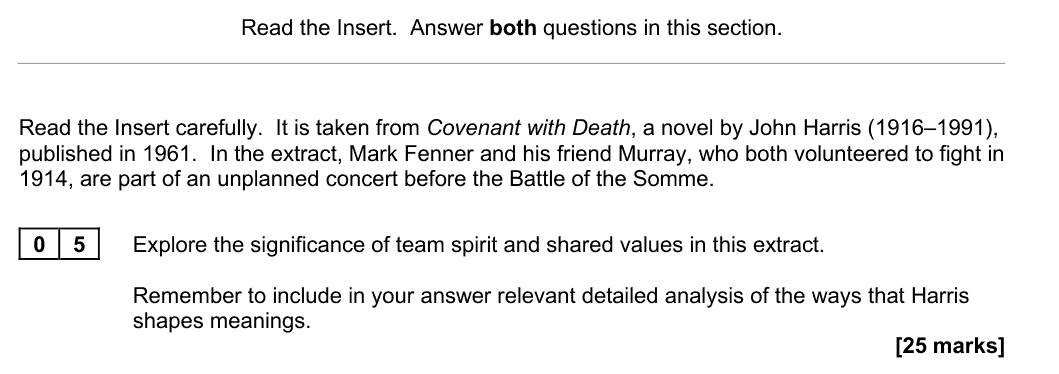 Read the Insert. Answer both questions in this section.
Read the Insert carefully. It is taken from Covenant with Death, a novel by John Harris (1916–1991),
published in 1961. In the extract, Mark Fenner and his friend Murray, who both volunteered to fight in
1914, are part of an unplanned concert before the Battle of the Somme.
0 5 Explore the significance of team spirit and shared values in this extract.
Remember to include in your answer relevant detailed analysis of the ways that Harris
shapes meanings.
[25 marks]